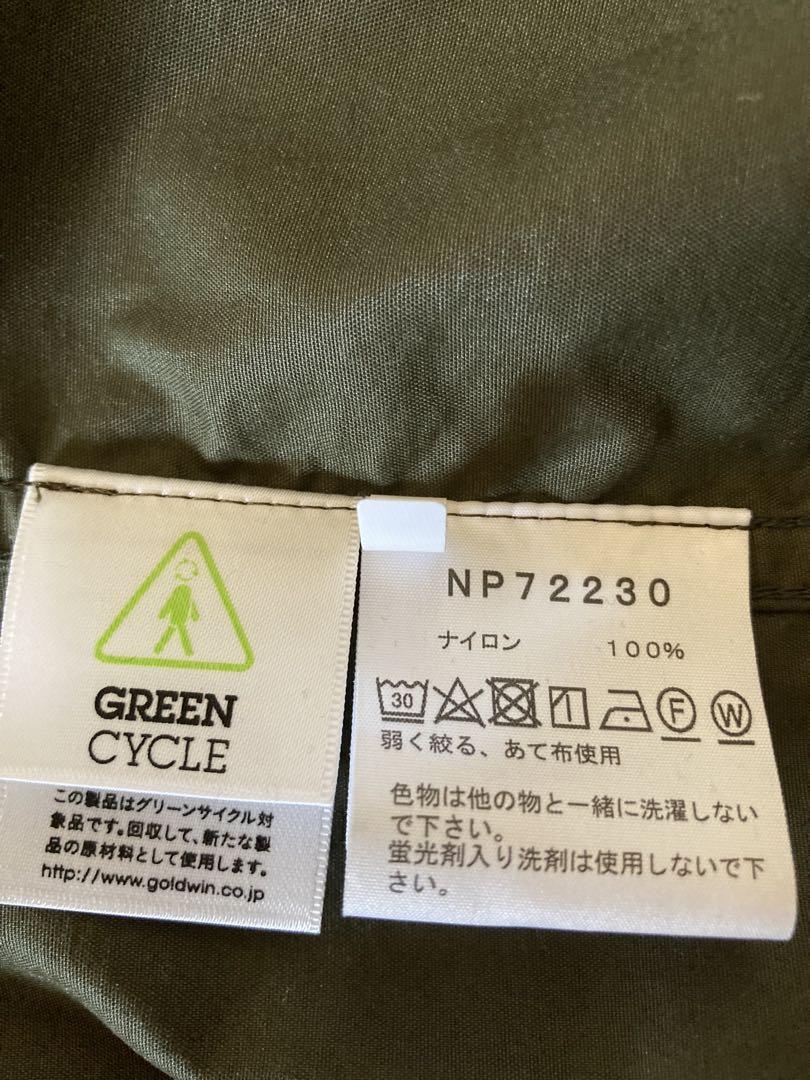 GREEN
CYCLE
この製品はグリーンサイクル対
象品です。回収して、新たな製
品の原材料として使用します。
http://www.goldwin.co.jp
NP72230
ナイロン 100%
30 F W
弱く絞る、あて布使用
色物は他の物と一緒に洗濯しない
で下さい。
蛍光剤入り洗剤は使用しないで下
さい。